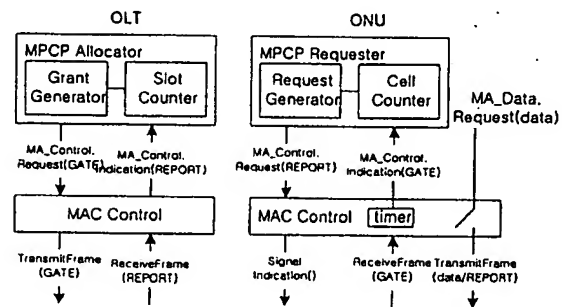 OLT
MPCP Allocator
Grant
Generator
Slot
Counter
MA_Control.
Request(GATE)
MA_Control.
Indication(REPORT)
MAC Control
TransmitFrame
(GATE)
ReceiveFrame
(REPORT)
ONU
MPCP Requester
Request
Generator
Cell
Counter
MA_Data.
Request(data)
MA_Control.
Request(REPORT)
MA_Control.
Indication(GATE)
MAC Control
timer
Signal
Indication()
ReceiveFrame
(GATE)
TransmitFrame
(data/REPORT)